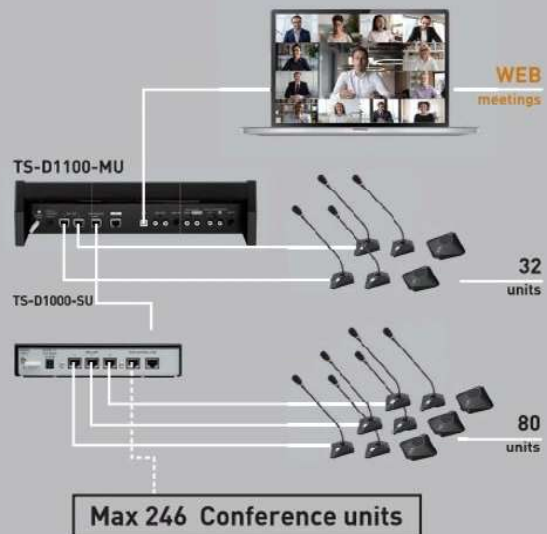 WEB
meetings
TS-D1100-MU
32
units
TS-D1000-SU
80
units
Max 246 Conference units